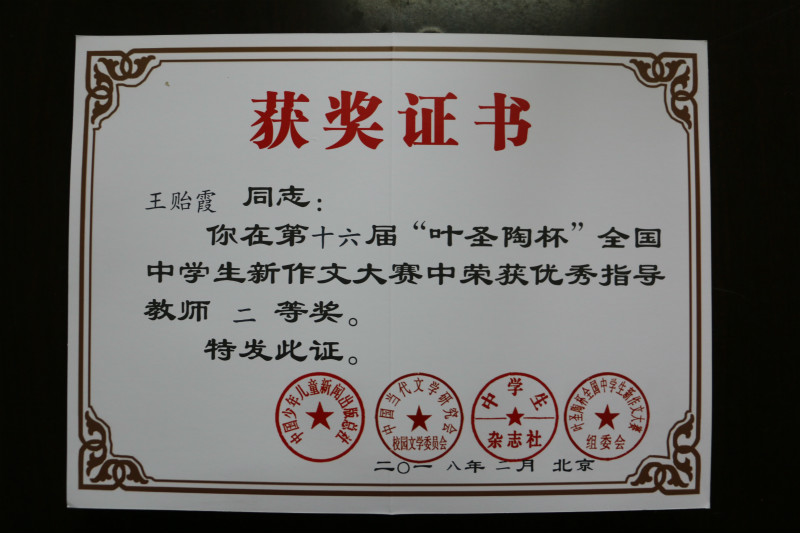 获奖证书
王贻霞 同志：
你在第十六届“叶圣陶杯”全国
中学生新作文大赛中荣获优秀指导
教师 二 等奖。
特发此证。
中国少年儿童新闻出版总社
中国当代文学研究会
校园文学委员会
中学生
杂志社
叶圣陶杯全国中学生新作文大赛
组委会
二〇一八年二月 北京